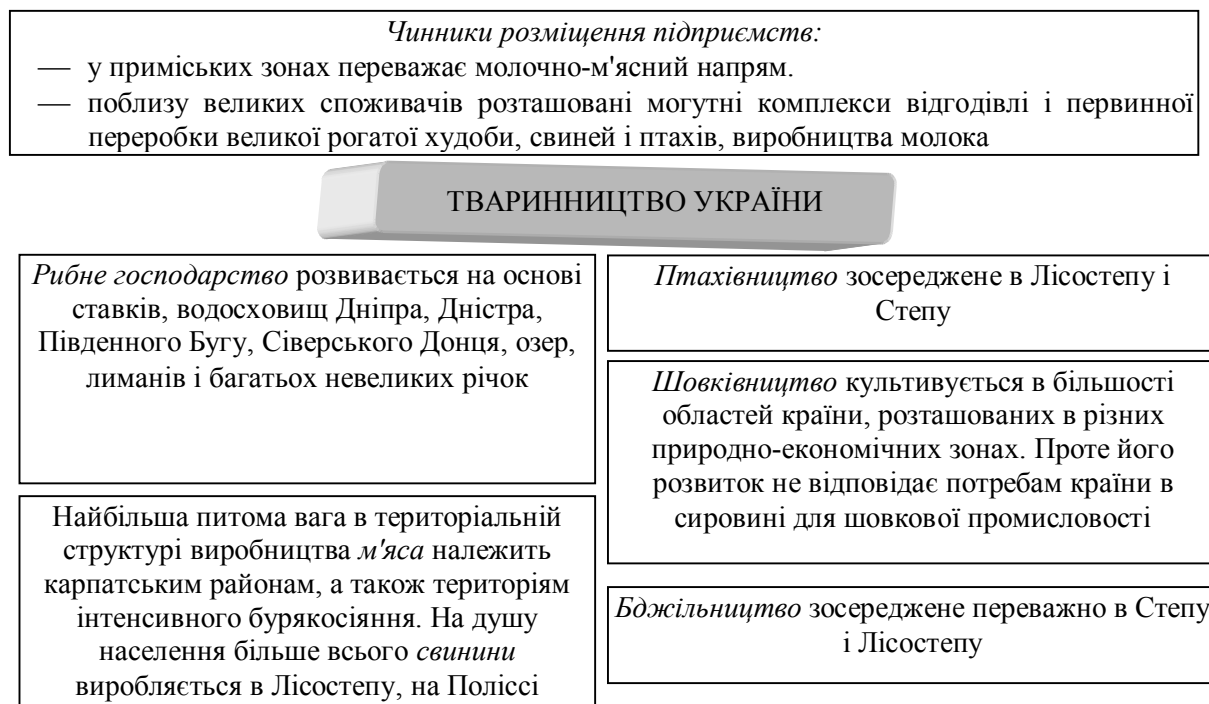 Чинники розміщення підприємств:
— у приміських зонах переважає молочно-м'ясний напрям.
— поблизу великих споживачів розташовані могутні комплекси відгодівлі і первинної
переробки великої рогатої худоби, свиней і птахів, виробництва молока
ТВАРИННИЦТВО УКРАЇНИ
Рибне господарство розвивається на основі
ставків, водосховищ Дніпра, Дністра,
Південного Бугу, Сіверського Донця, озер,
лиманів і багатьох невеликих річок
Найбільша питома вага в територіальній
структурі виробництва м'яса належить
карпатським районам, а також територіям
інтенсивного бурякосіяння. На душу
населення більше всього свинини
виробляється в Лісостепу, на Поліссі
Птахівництво зосереджене в Лісостепу і
Степу
Шовківництво культивується в більшості
областей країни, розташованих в різних
природно-економічних зонах. Проте його
розвиток не відповідає потребам країни в
сировині для шовкової промисловості
Бджільництво зосереджене переважно в Степу
і Лісостепу